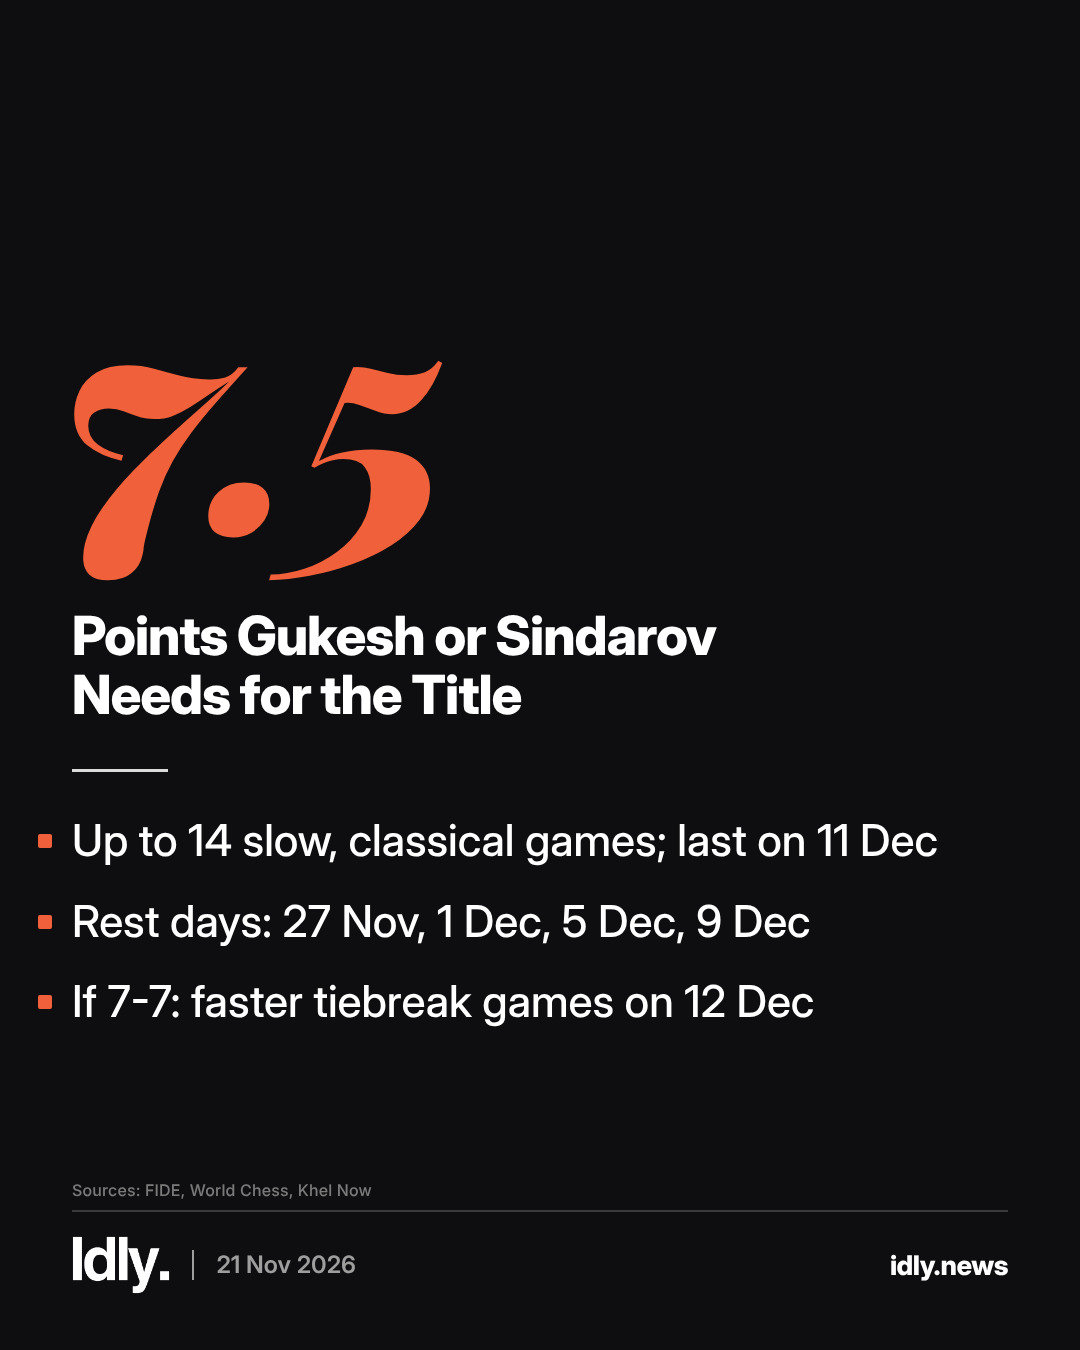 7.5
Points Gukesh or Sindarov
Needs for the Title
Up to 14 slow, classical games; last on 11 Dec
Rest days: 27 Nov, 1 Dec, 5 Dec, 9 Dec
If 7-7: faster tiebreak games on 12 Dec
Sources: FIDE, World Chess, Khel Now
Idly. | 21 Nov 2026
idly.news